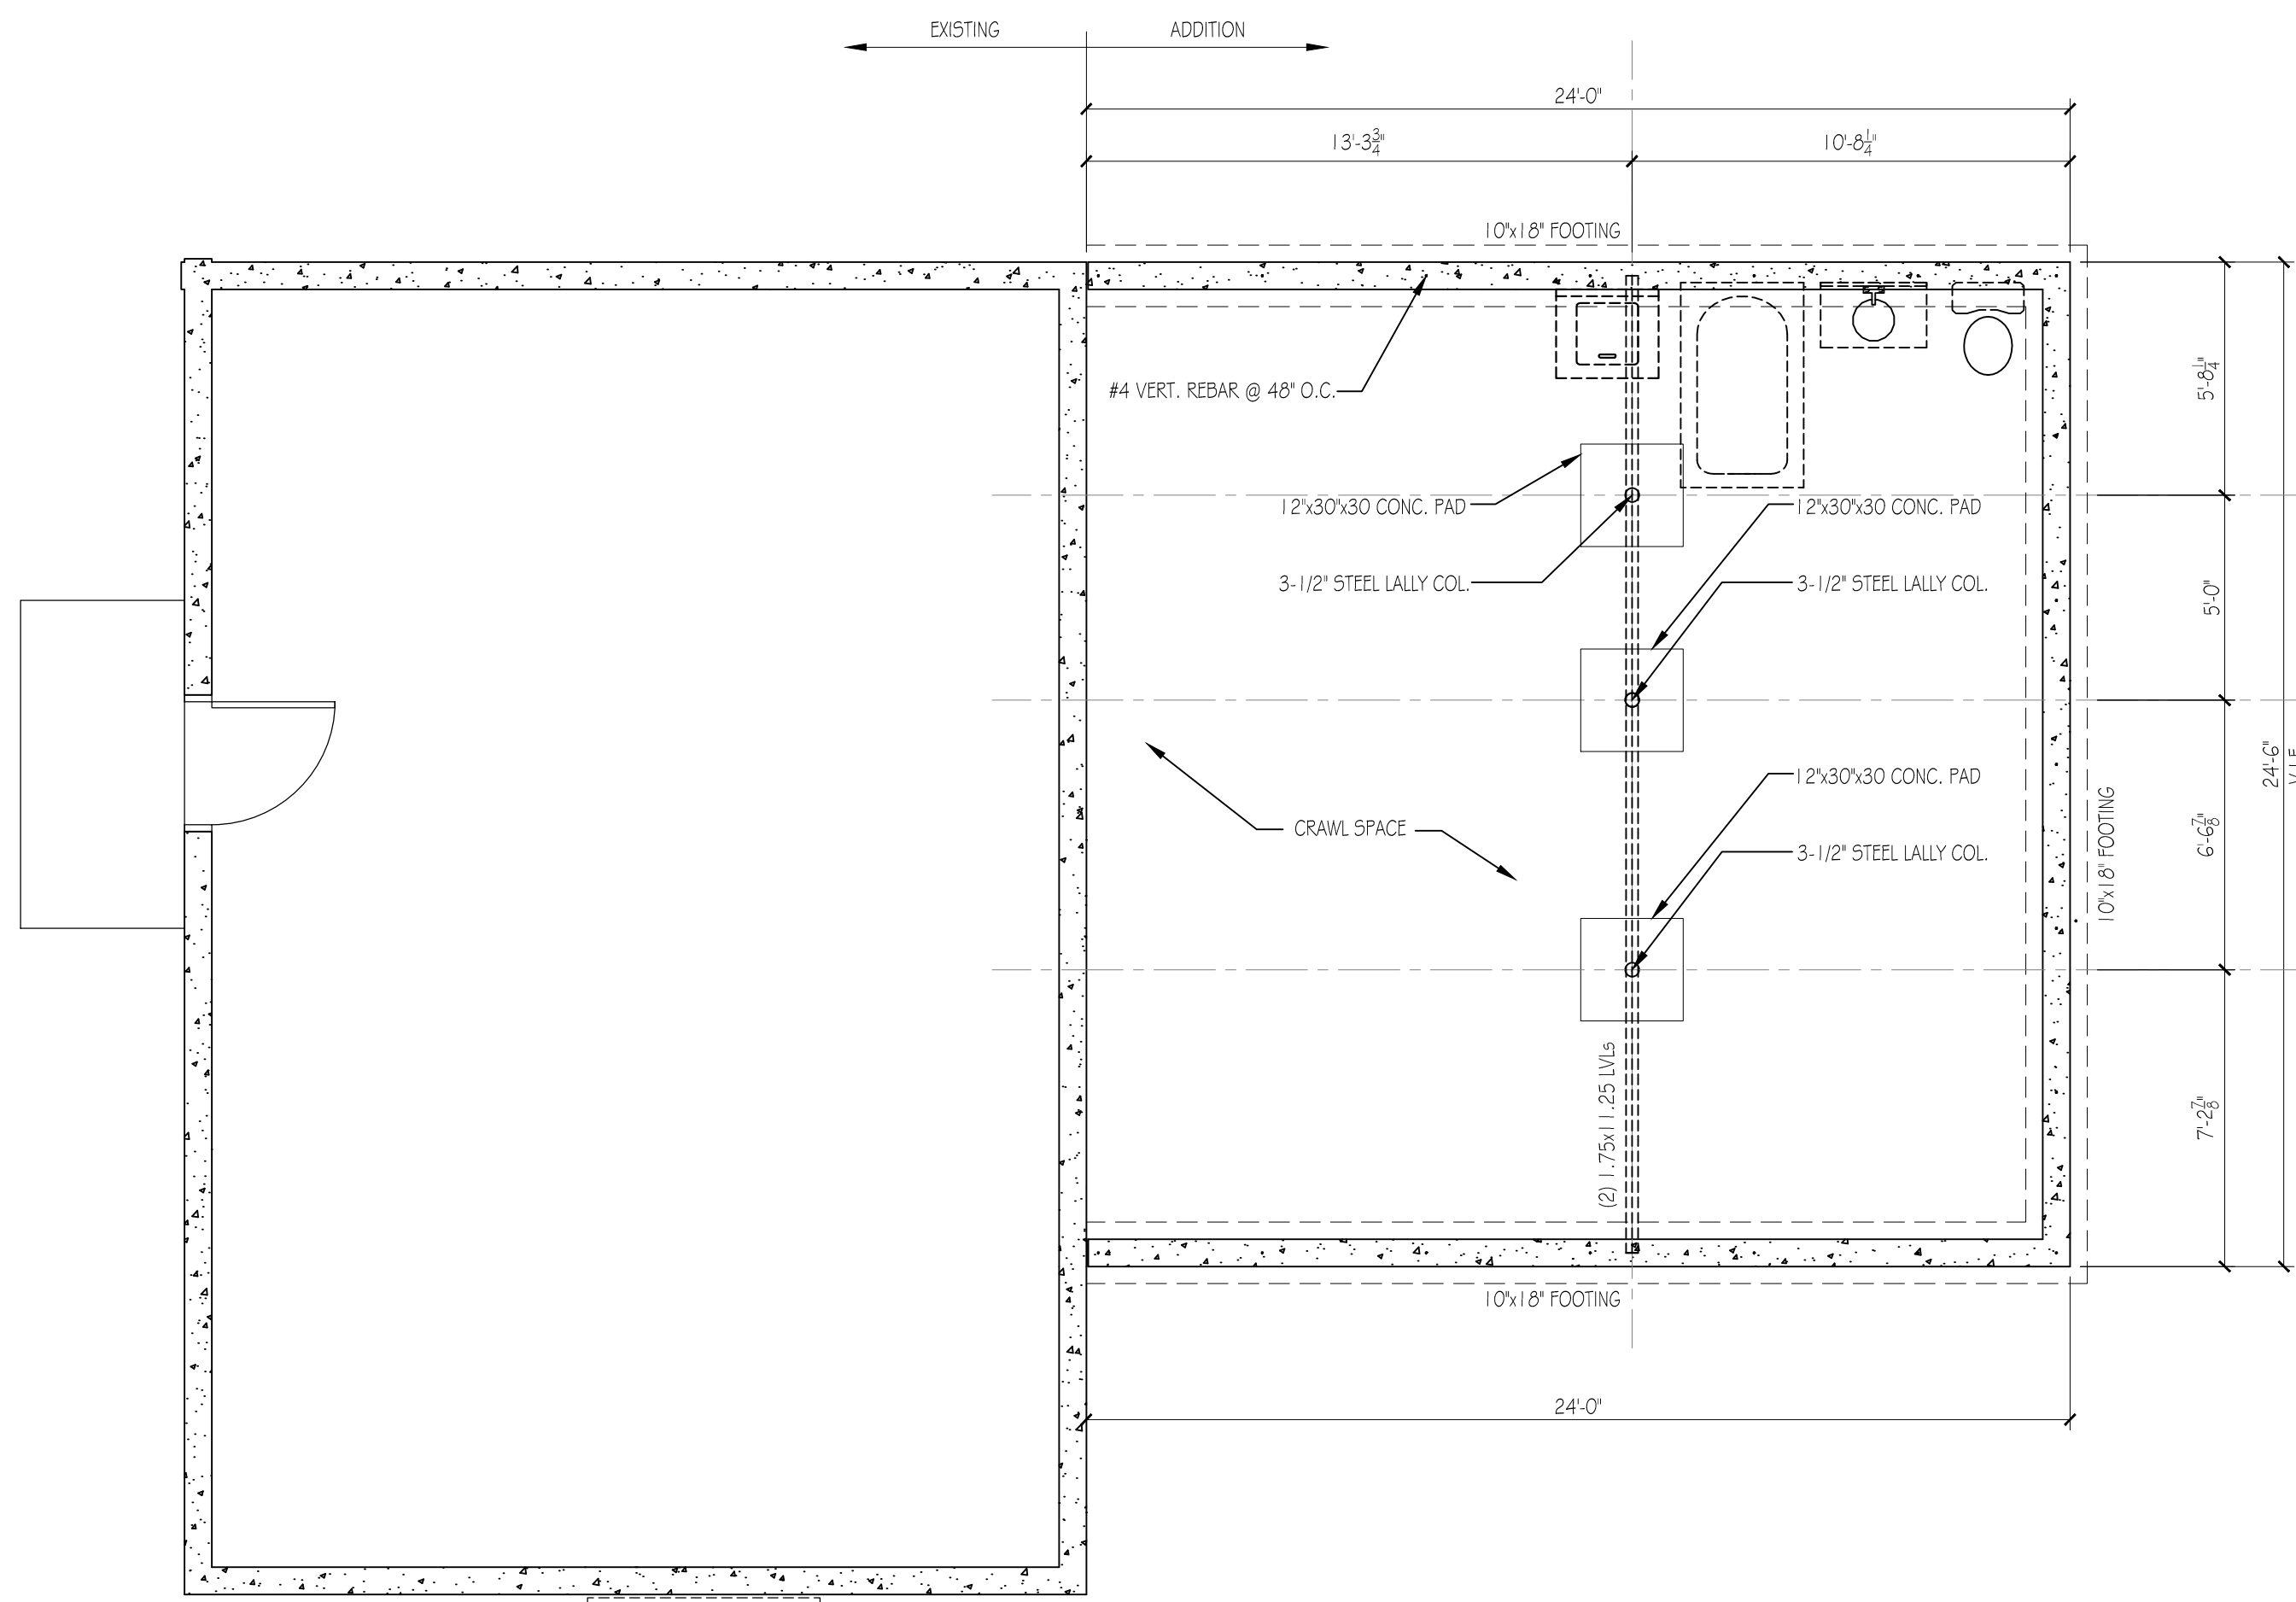 EXISTING
ADDITION
24'-0"
13'-3 3/4"
10'-8 1/4"
10"x18" FOOTING
#4 VERT. REBAR @ 48" O.C.
5'-8 1/4"
12"x30"x30 CONC. PAD
12"x30"x30 CONC. PAD
3-1/2" STEEL LALLY COL.
3-1/2" STEEL LALLY COL.
5'-0"
24'-6"
12"x30"x30 CONC. PAD
CRAWL SPACE
3-1/2" STEEL LALLY COL.
10"x18" FOOTING
6'-6 7/8"
(2) 1.75x11.25 LVLs
7'-2 7/8"
10"x18" FOOTING
24'-0"